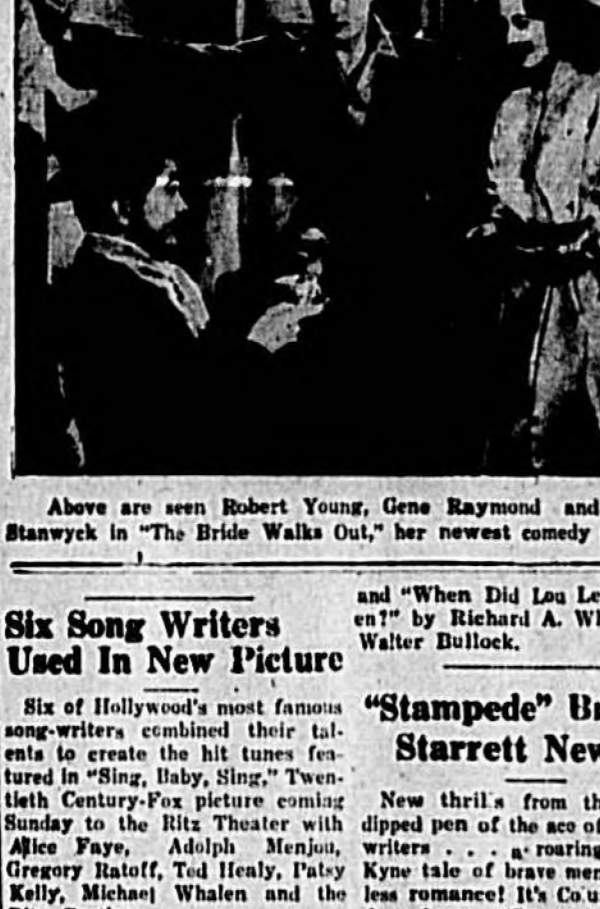 Above are seen Robert Young, Gene Raymond and
Stanwyck in "The Bride Walks Out," her newest comedy
Six Song Writers
Used In New Picture
Six of Hollywood's most famous
song-writers combined their tal-
ents to create the hit tunes fea-
tured in "Sing, Baby, Sing," Twen-
tieth Century-Fox picture coming
Sunday to the Ritz Theater with
Alice Faye, Adolph Menjou,
Gregory Ratoff, Ted Healy, Patsy
Kelly, Michael Whalen and the
and "When Did Lou Le
en?" by Richard A. Wh
Walter Bullock.
"Stampede" Br
Starrett New
New thrills from th
dipped pen of the ace of
writers . . . a roaring
Kyne tale of brave men
less romance! It's Colu